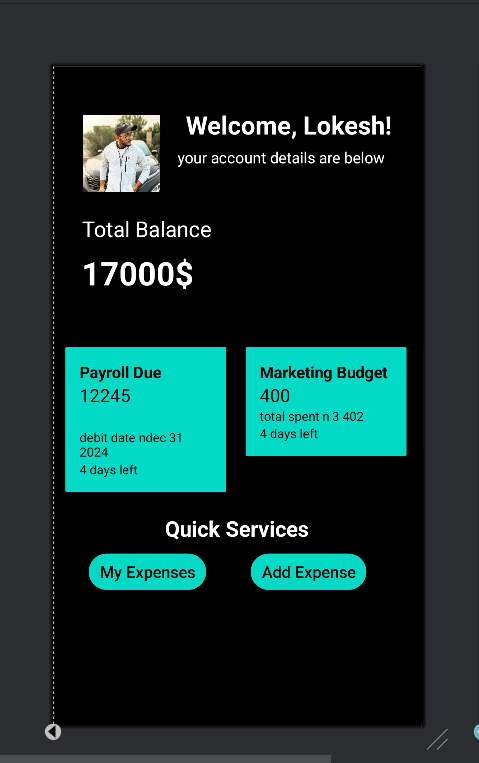 Welcome, Lokesh!
your account details are below
Total Balance
17000$
Payroll Due
12245
debit date ndec 31
2024
4 days left
Marketing Budget
400
total spent n 3 402
4 days left
Quick Services
My Expenses
Add Expense